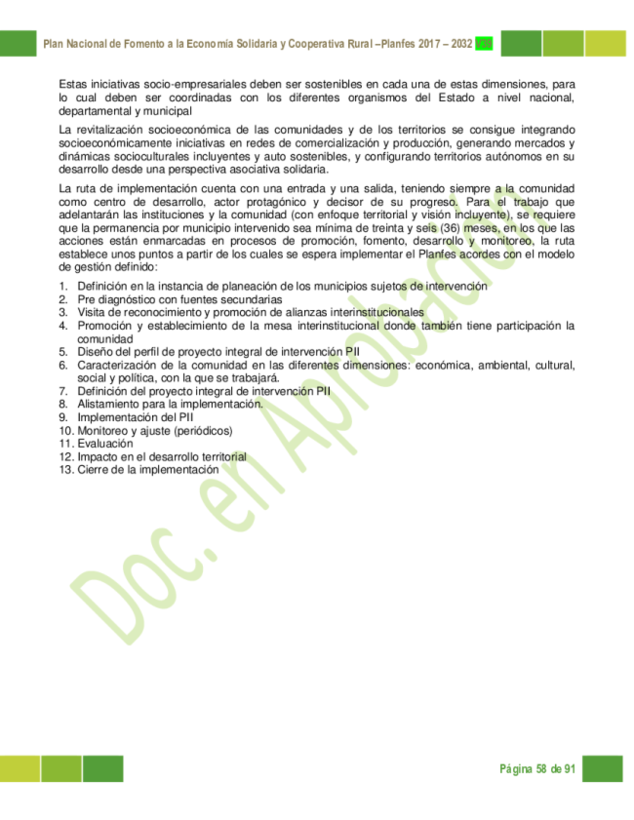 Plan Nacional de Fomento a la Economía Solidaria y Cooperativa Rural –Planfes 2017 – 2032 V39
Estas iniciativas socio-empresariales deben ser sostenibles en cada una de estas dimensiones, para
lo cual deben ser coordinadas con los diferentes organismos del Estado a nivel nacional,
departamental y municipal
La revitalización socioeconómica de las comunidades y de los territorios se consigue integrando
socioeconómicamente iniciativas en redes de comercialización y producción, generando mercados y
dinámicas socioculturales incluyentes y auto sostenibles, y configurando territorios autónomos en su
desarrollo desde una perspectiva asociativa solidaria.
La ruta de implementación cuenta con una entrada y una salida, teniendo siempre a la comunidad
como centro de desarrollo, actor protagónico y decisor de su progreso. Para el trabajo que
adelantarán las instituciones y la comunidad (con enfoque territorial y visión incluyente), se requiere
que la permanencia por municipio intervenido sea mínima de treinta y seis (36) meses, en los que las
acciones están enmarcadas en procesos de promoción, fomento, desarrollo y monitoreo, la ruta
establece unos puntos a partir de los cuales se espera implementar el Planfes acordes con el modelo
de gestión definido:
1. Definición en la instancia de planeación de los municipios sujetos de intervención
2. Pre diagnóstico con fuentes secundarias
3. Visita de reconocimiento y promoción de alianzas interinstitucionales
4. Promoción y establecimiento de la mesa interinstitucional donde también tiene participación la
comunidad
5. Diseño del perfil de proyecto integral de intervención PII
6. Caracterización de la comunidad en las diferentes dimensiones: económica, ambiental, cultural,
social y política, con la que se trabajará.
7. Definición del proyecto integral de intervención PII
8. Alistamiento para la implementación.
9. Implementación del PII
10. Monitoreo y ajuste (periódicos)
11. Evaluación
12. Impacto en el desarrollo territorial
13. Cierre de la implementación
Doc. en Aprobación
Página 58 de 91